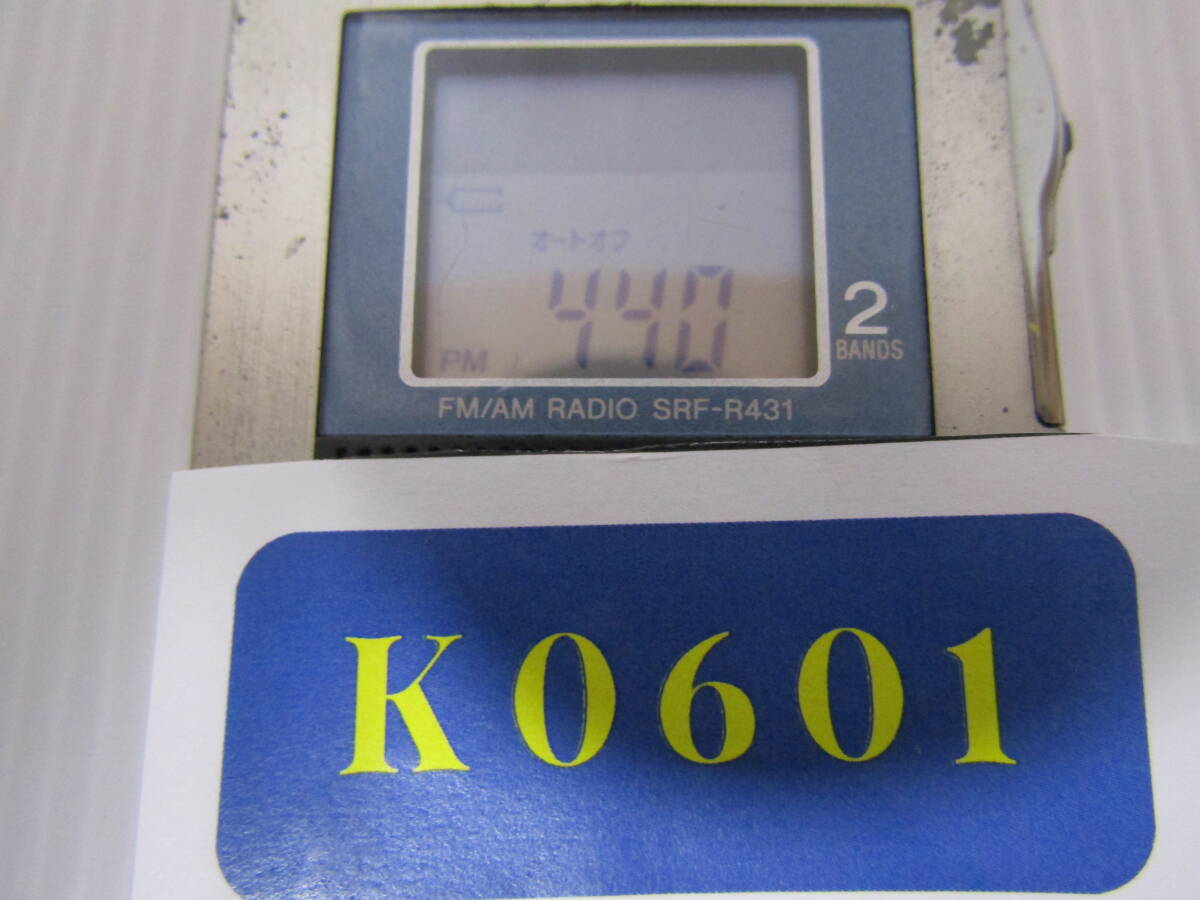 オートオフ
PM 440
2
BANDS
FM/AM RADIO SRF-R431
K0601